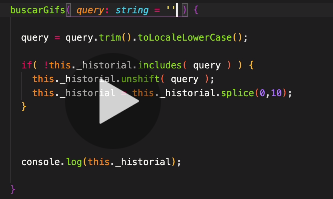 buscarGifs( query: string = '' ) {
query = query.trim().toLocaleLowerCase();
if( !this._historial.includes( query ) ) {
this._historial.unshift( query );
this._historial = this._historial.splice(0,10);
}
console.log(this._historial);
}